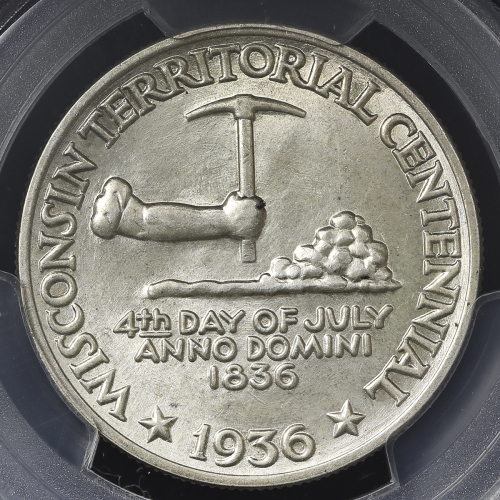 WISCONSIN TERRITORIAL CENTENNIAL
4th DAY OF JULY
ANNO DOMINI
1836
1936